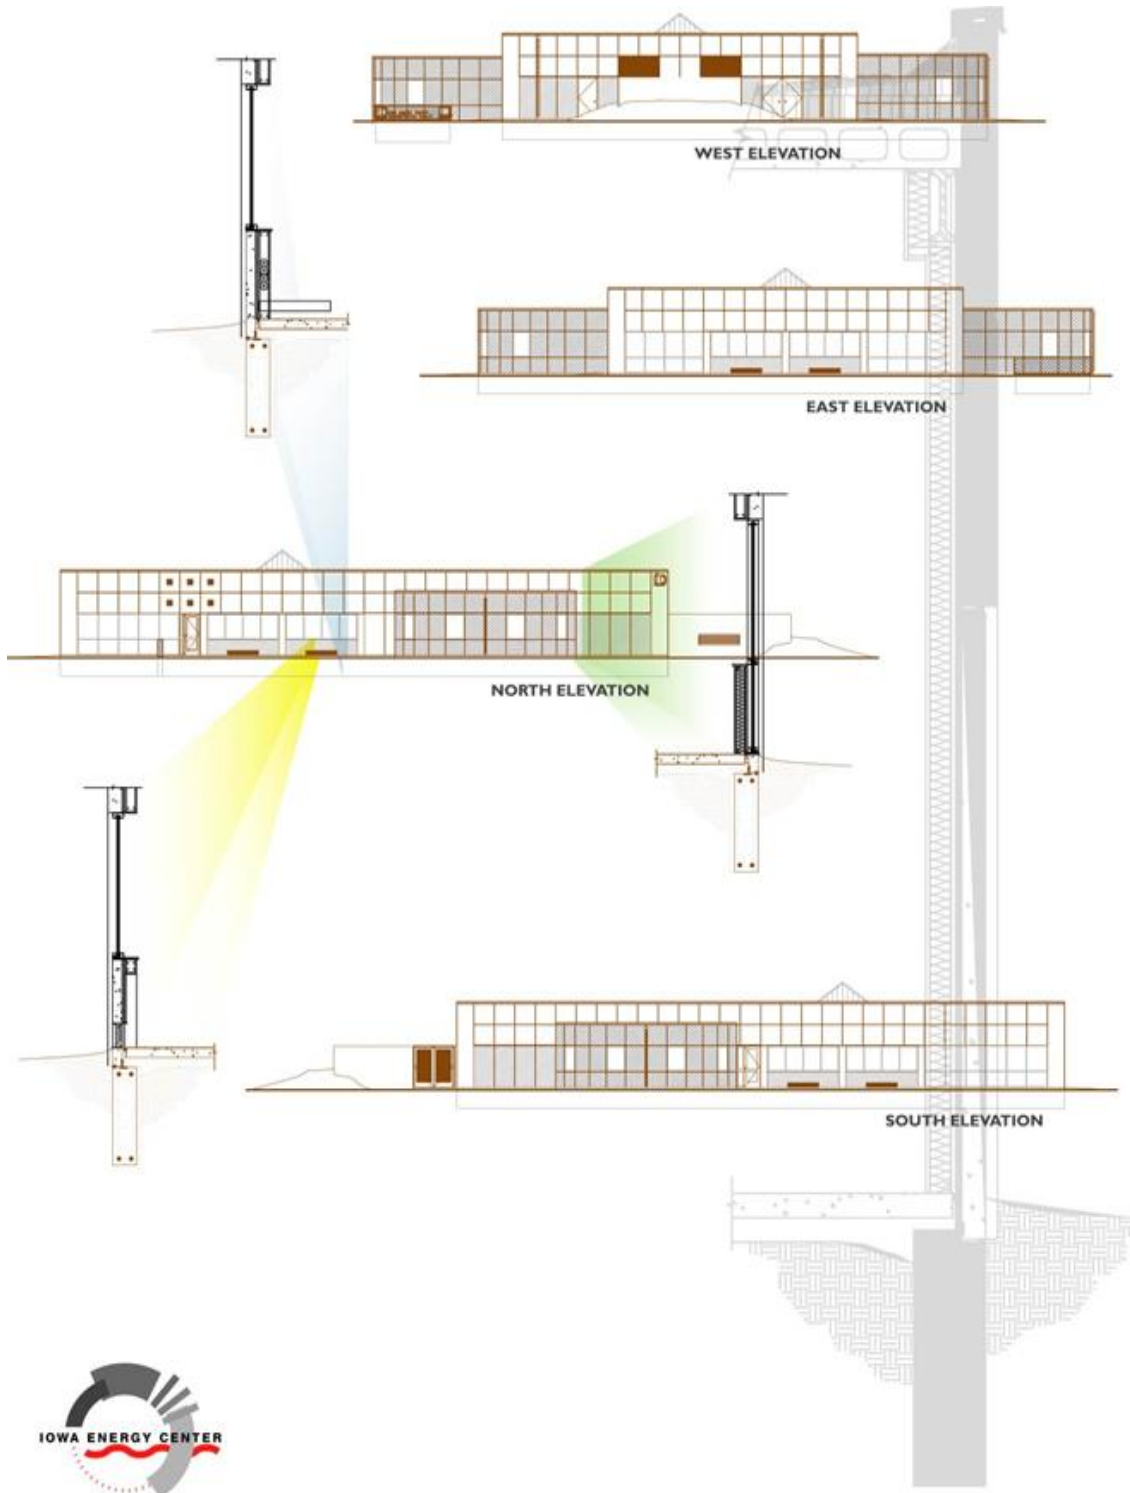 WEST ELEVATION
EAST ELEVATION
NORTH ELEVATION
SOUTH ELEVATION
IOWA ENERGY CENTER